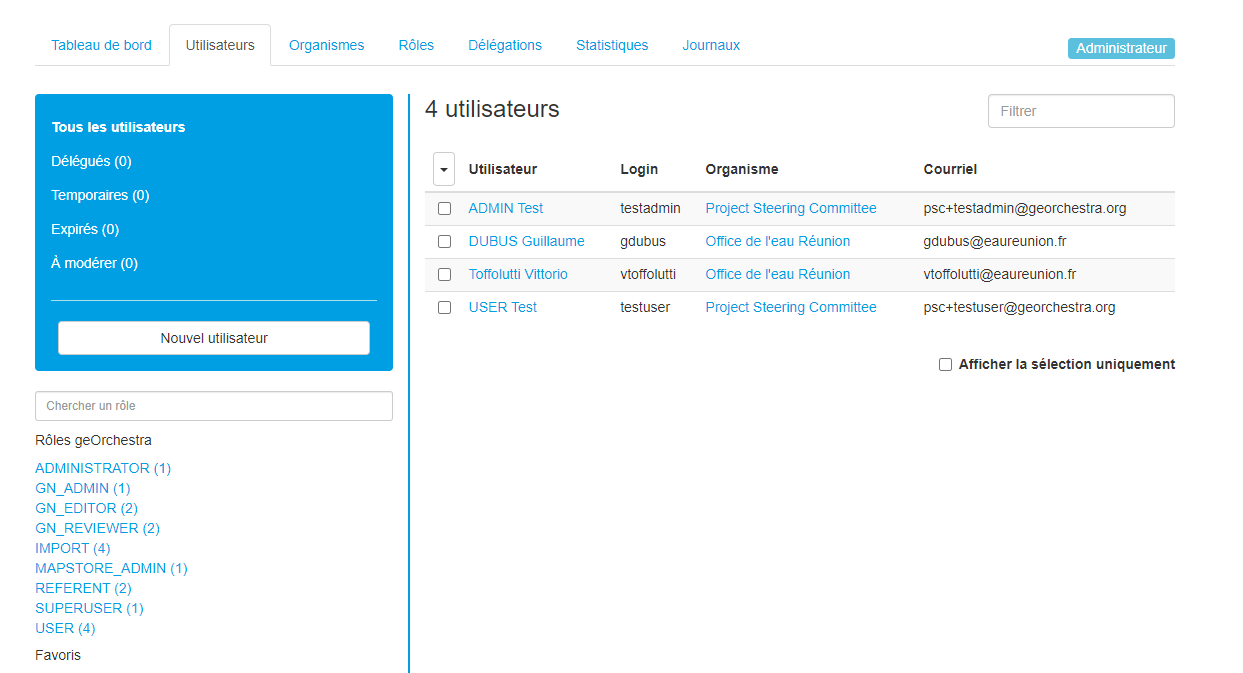 Tableau de bord Utilisateurs Organismes Rôles Délégations Statistiques Journaux Administrateur
Tous les utilisateurs
Délégués (0)
Temporaires (0)
Expirés (0)
À modérer (0)
Nouvel utilisateur
Chercher un rôle
Rôles geOrchestra
ADMINISTRATOR (1)
GN_ADMIN (1)
GN_EDITOR (2)
GN_REVIEWER (2)
IMPORT (4)
MAPSTORE_ADMIN (1)
REFERENT (2)
SUPERUSER (1)
USER (4)
Favoris
4 utilisateurs Filtrer
Utilisateur Login Organisme Courriel
ADMIN Test testadmin Project Steering Committee psc+testadmin@georchestra.org
DUBUS Guillaume gdubus Office de l'eau Réunion gdubus@eaureunion.fr
Toffolutti Vittorio vtoffolutti Office de l'eau Réunion vtoffolutti@eaureunion.fr
USER Test testuser Project Steering Committee psc+testuser@georchestra.org
Afficher la sélection uniquement